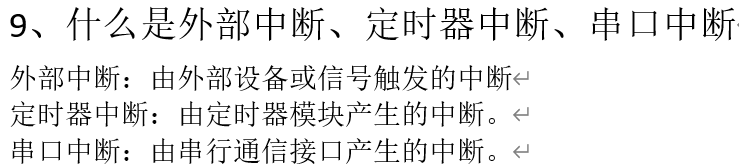 9、什么是外部中断、定时器中断、串口中断
外部中断：由外部设备或信号触发的中断
定时器中断：由定时器模块产生的中断。
串口中断：由串行通信接口产生的中断。